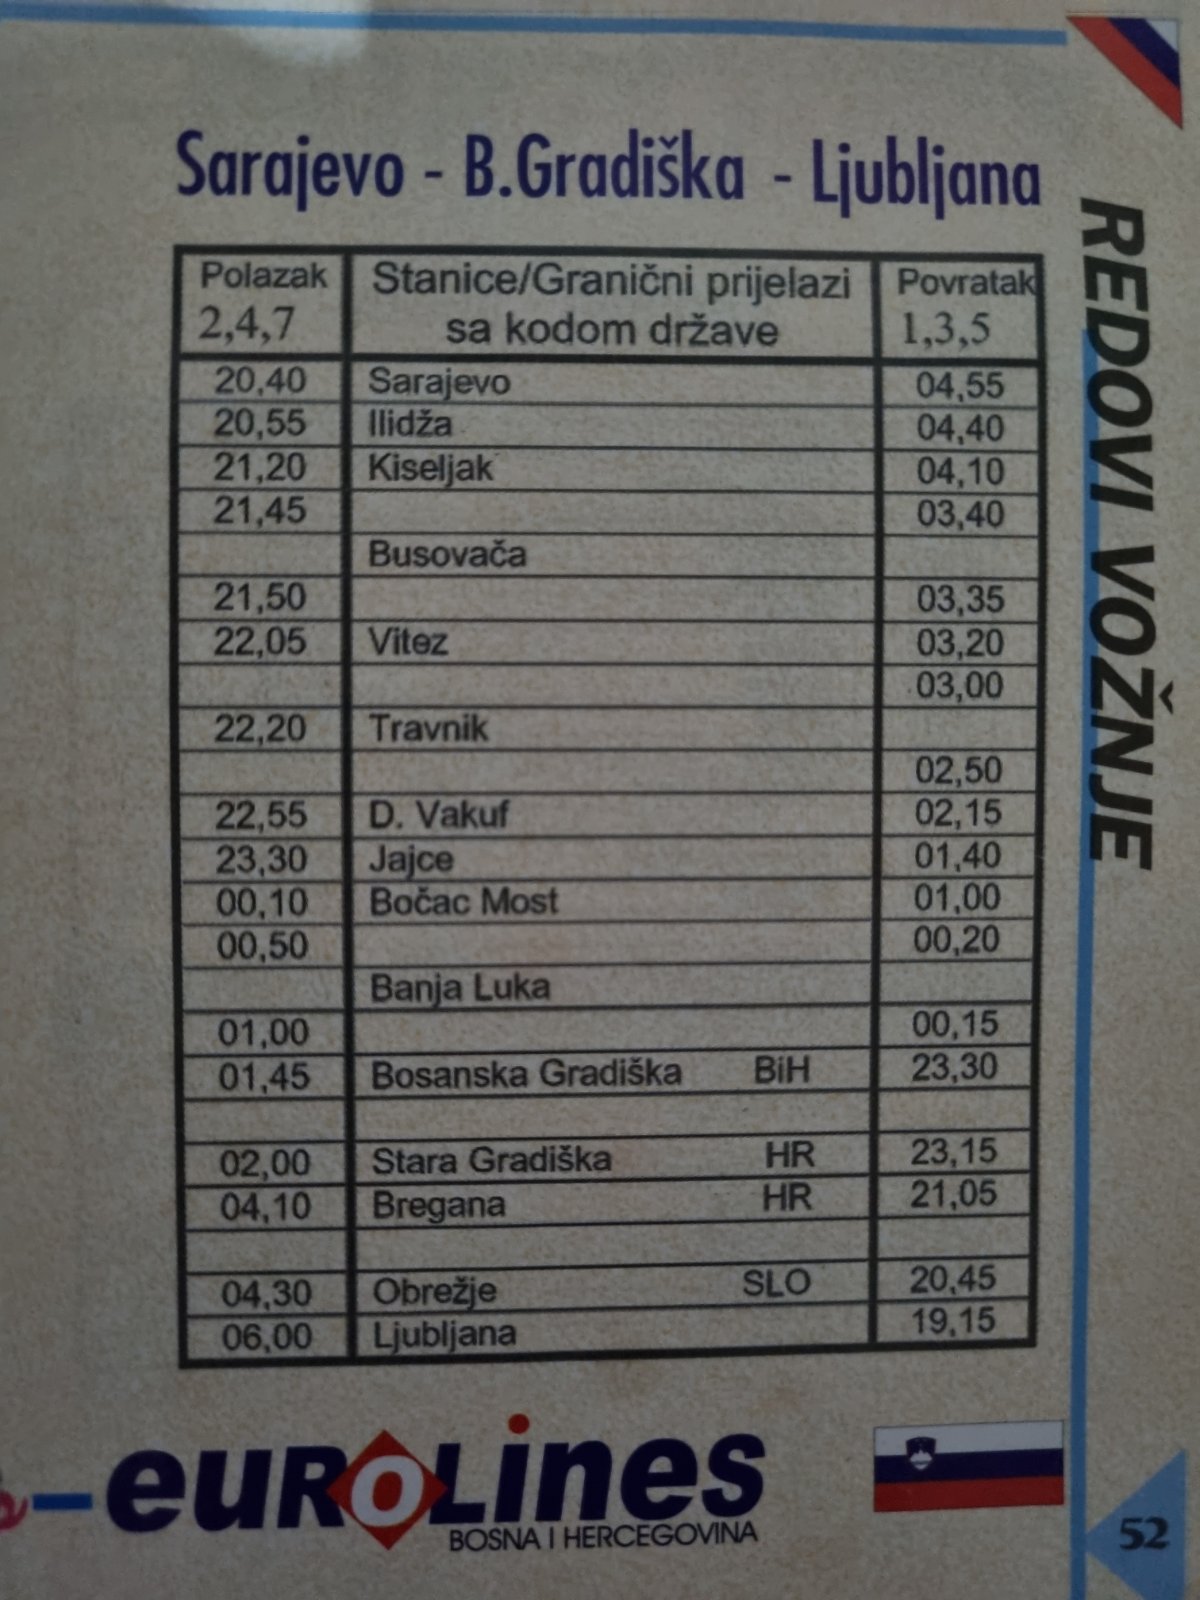 Sarajevo - B.Gradiška - Ljubljana
REDOVI VOŽNJE
Polazak 2,4,7 Stanice/Granični prijelazi sa kodom države Povratak 1,3,5
20,40 Sarajevo 04,55
20,55 Ilidža 04,40
21,20 Kiseljak 04,10
21,45 03,40
Busovača
21,50 03,35
22,05 Vitez 03,20
03,00
22,20 Travnik
02,50
22,55 D. Vakuf 02,15
23,30 Jajce 01,40
00,10 Bočac Most 01,00
00,50 00,20
Banja Luka
01,00 00,15
01,45 Bosanska Gradiška BiH 23,30
02,00 Stara Gradiška HR 23,15
04,10 Bregana HR 21,05
04,30 Obrežje SLO 20,45
06,00 Ljubljana 19,15
euroLines
BOSNA I HERCEGOVINA
52